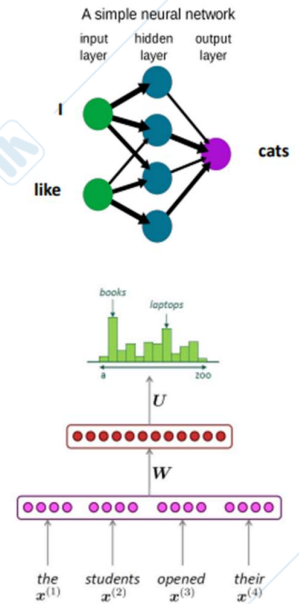 A simple neural network
input layer
hidden layer
output layer
I
like
cats
books
laptops
a
zoo
U
W
the
students
opened
their
x(1)
x(2)
x(3)
x(4)